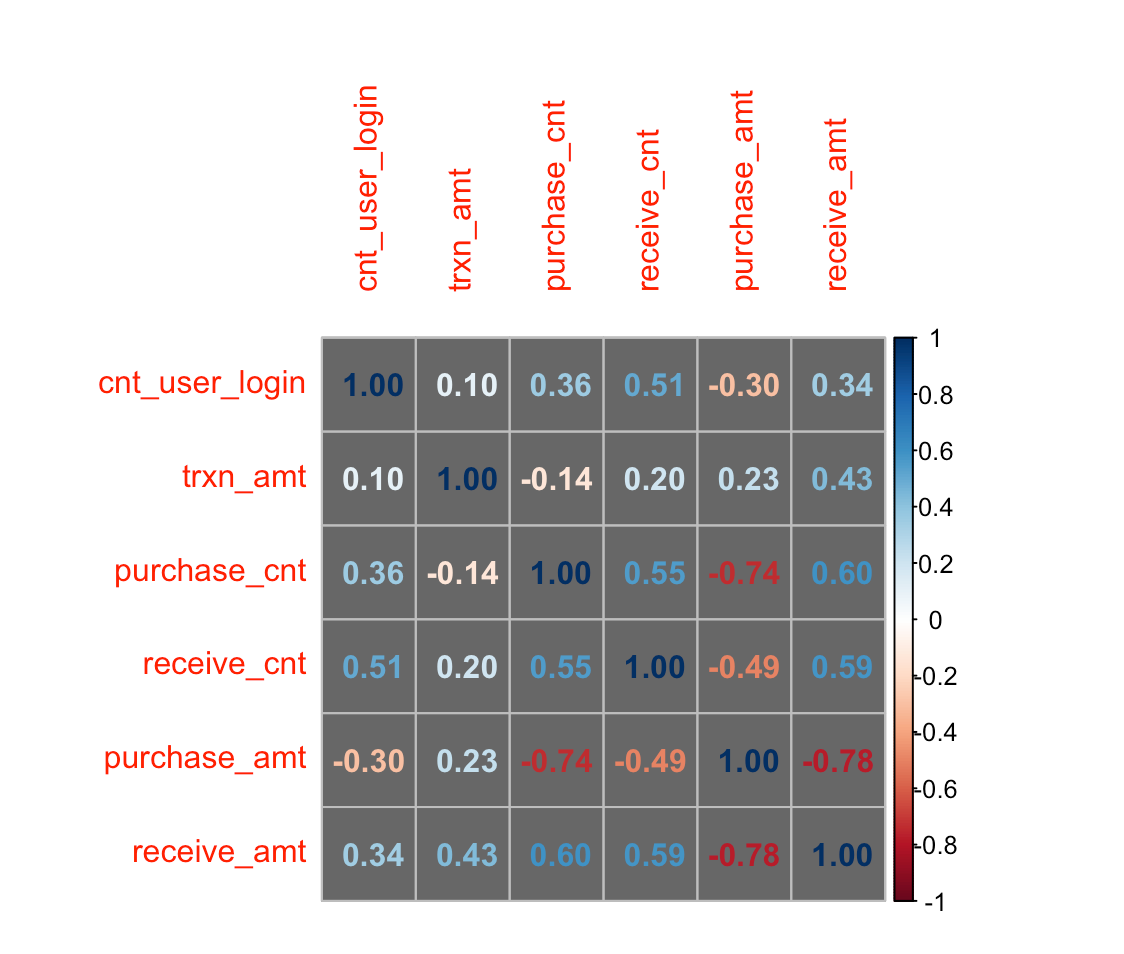 cnt_user_login
trxn_amt
purchase_cnt
receive_cnt
purchase_amt
receive_amt
cnt_user_login 1.00 0.10 0.36 0.51 -0.30 0.34
trxn_amt 0.10 1.00 -0.14 0.20 0.23 0.43
purchase_cnt 0.36 -0.14 1.00 0.55 -0.74 0.60
receive_cnt 0.51 0.20 0.55 1.00 -0.49 0.59
purchase_amt -0.30 0.23 -0.74 -0.49 1.00 -0.78
receive_amt 0.34 0.43 0.60 0.59 -0.78 1.00
1
0.8
0.6
0.4
0.2
0
-0.2
-0.4
-0.6
-0.8
-1